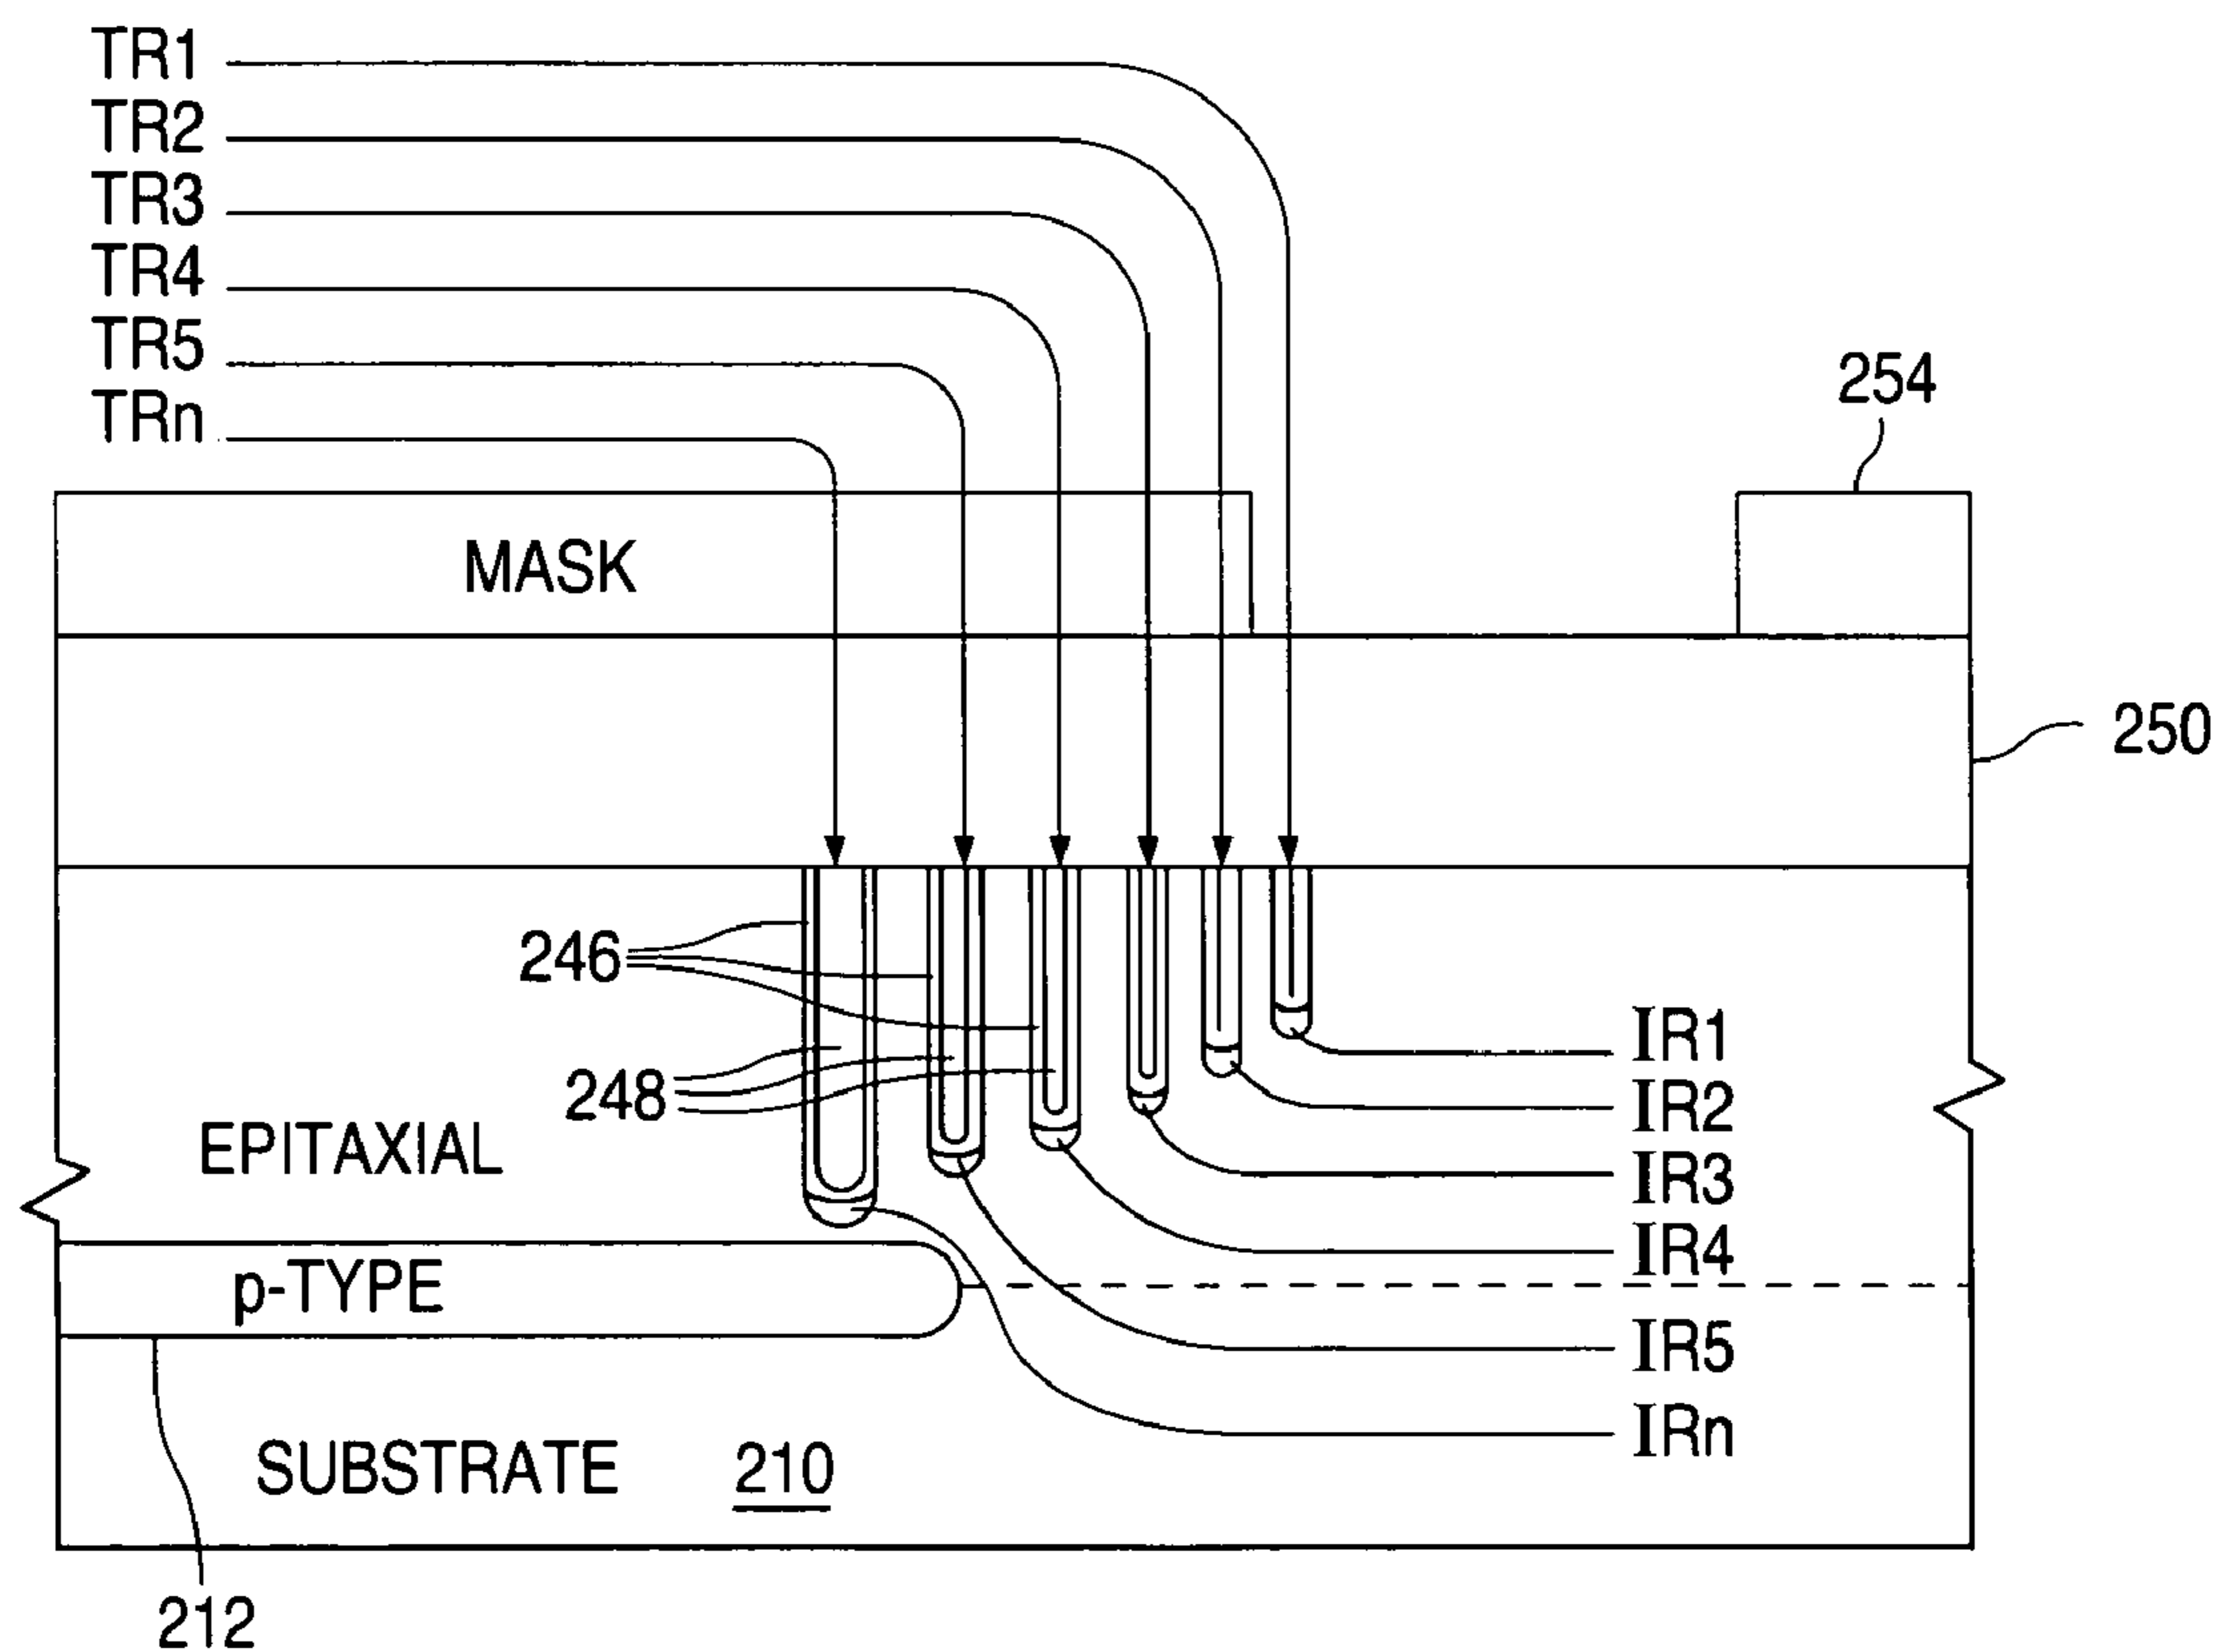 TR1
TR2
TR3
TR4
TR5
TRn
254
MASK
250
246
248
IR1
IR2
IR3
IR4
IR5
IRn
EPITAXIAL
p-TYPE
SUBSTRATE 210
212